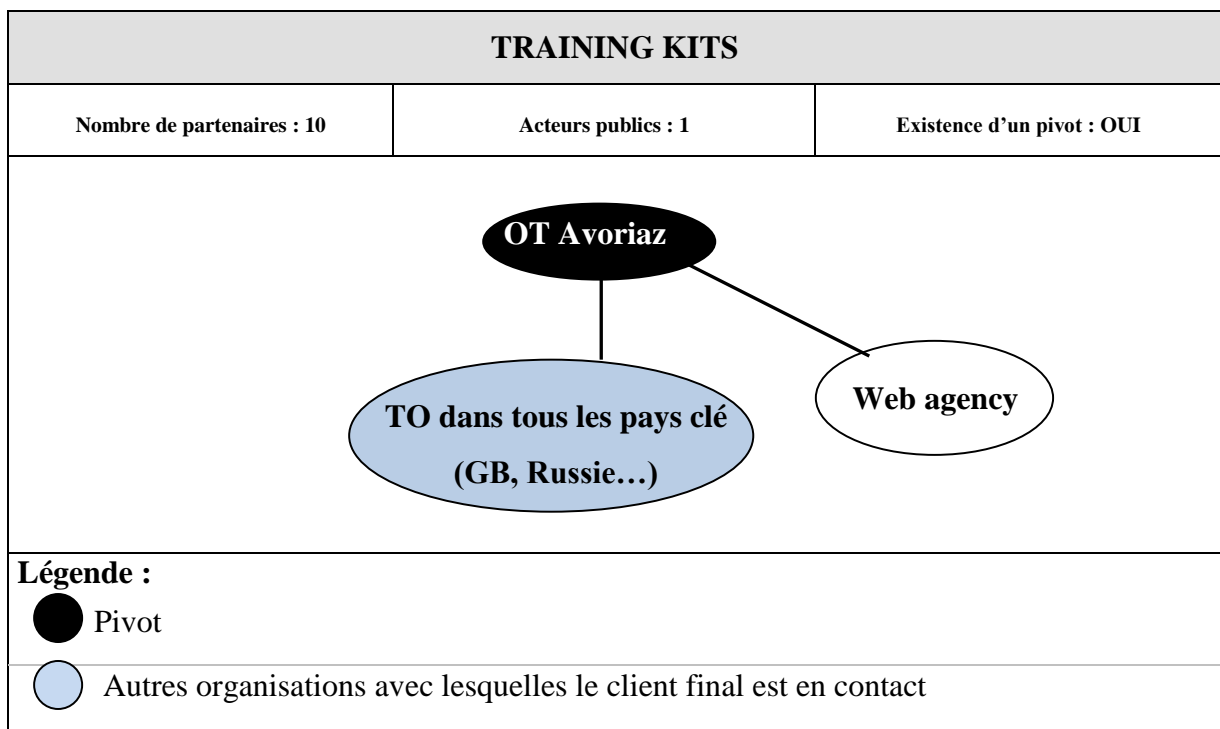 TRAINING KITS
Nombre de partenaires : 10
Acteurs publics : 1
Existence d’un pivot : OUI
OT Avoriaz
Web agency
TO dans tous les pays clé
(GB, Russie…)
Légende :
Pivot
Autres organisations avec lesquelles le client final est en contact